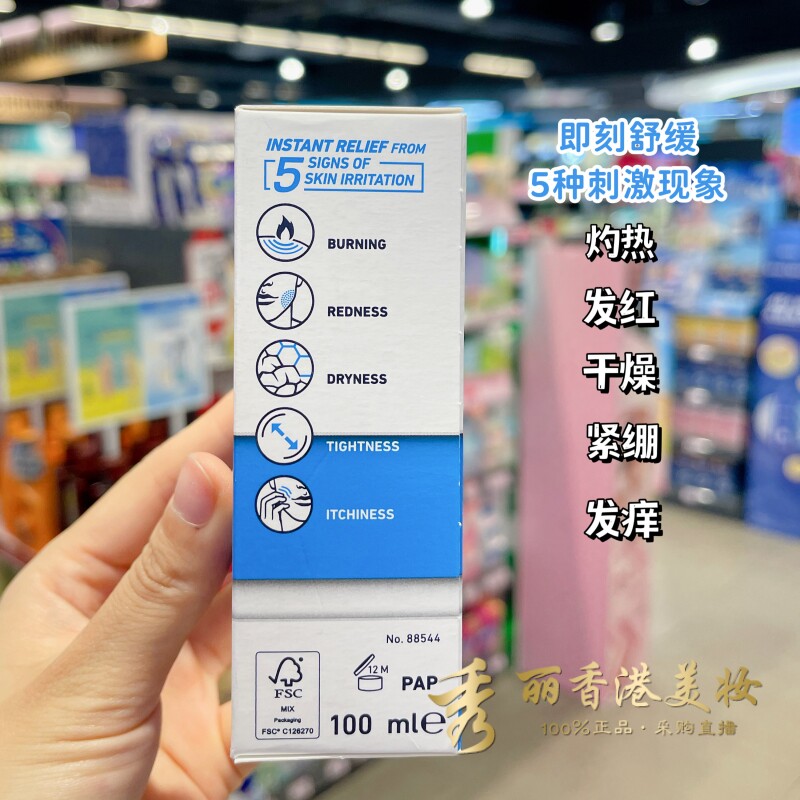 INSTANT RELIEF FROM
5 SIGNS OF
SKIN IRRITATION
BURNING
REDNESS
DRYNESS
TIGHTNESS
ITCHINESS
No. 88544
FSC
MIX
Packaging
FSC® C126270
12 M
PAP
100 ml℮
即刻舒缓
5种刺激现象
灼热
发红
干燥
紧绷
发痒
秀丽香港美妆
100%正品·采购直播